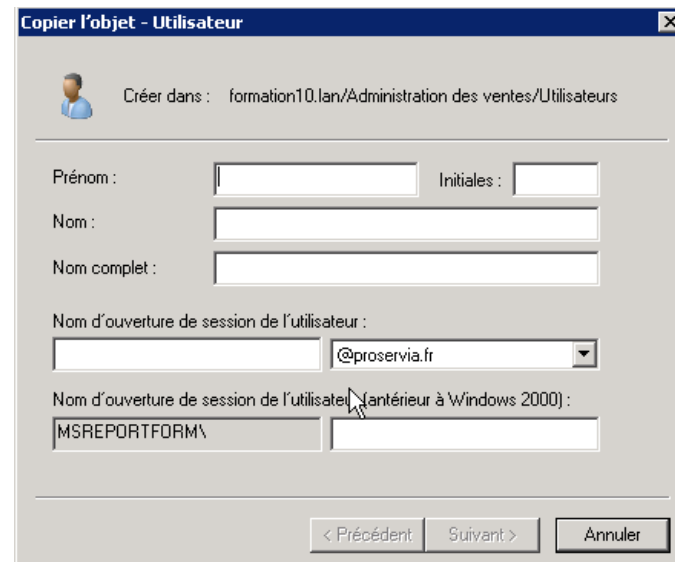 Copier l'objet - Utilisateur
Créer dans : formation10.lan/Administration des ventes/Utilisateurs
Prénom : Initiales :
Nom :
Nom complet :
Nom d'ouverture de session de l'utilisateur :
@proservia.fr
Nom d'ouverture de session de l'utilisateur (antérieur à Windows 2000) :
MSREPORTFORM\
< Précédent Suivant > Annuler